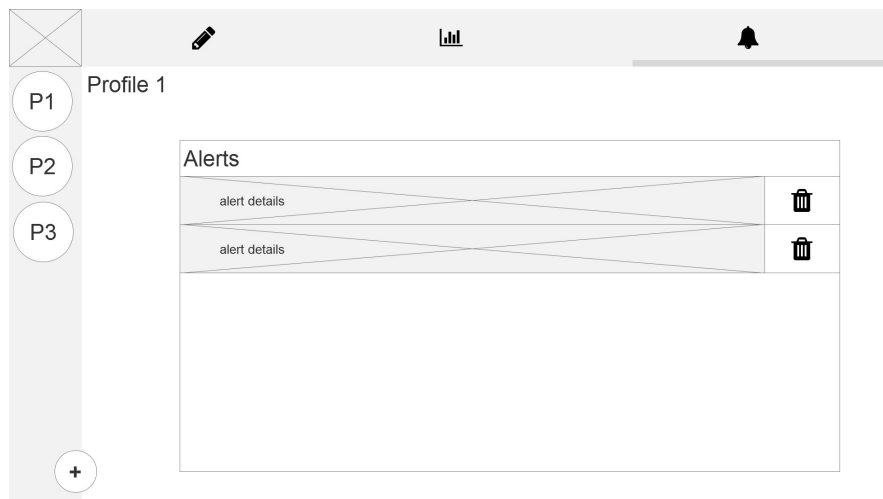 P1
Profile 1
P2
P3
Alerts
alert details
alert details
+